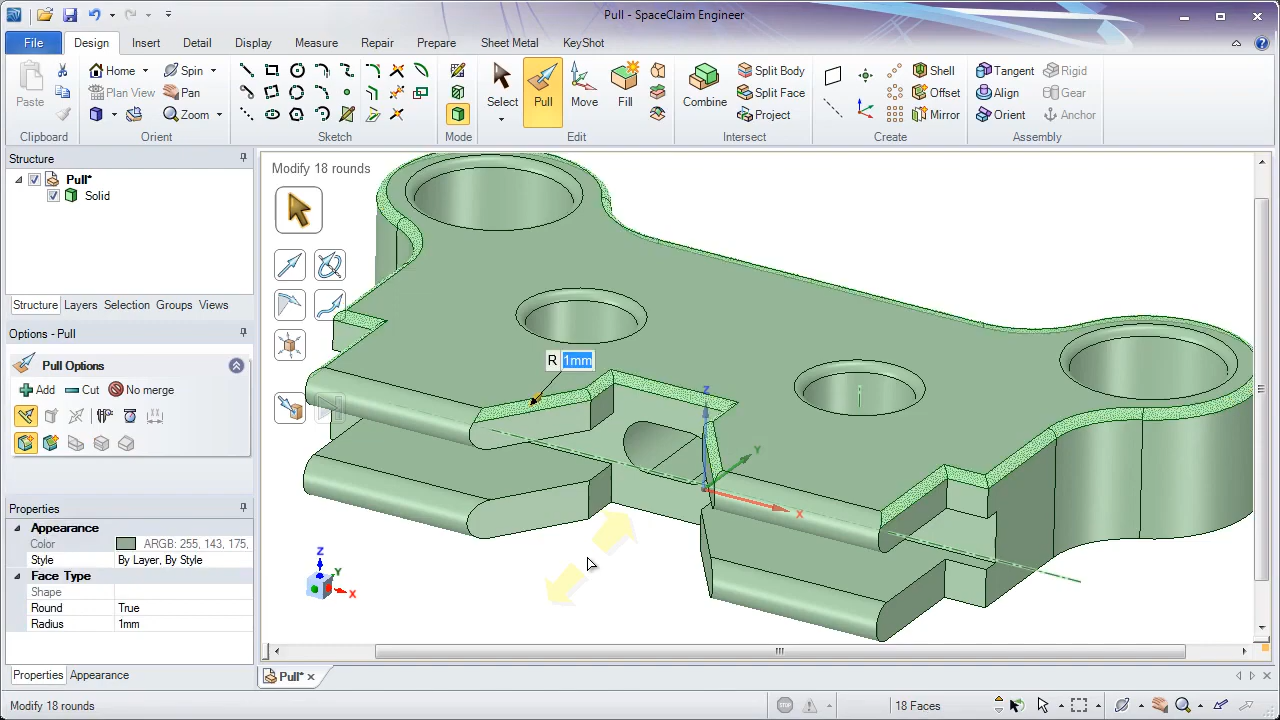 Pull - SpaceClaim Engineer
File Design Insert Detail Display Measure Repair Prepare Sheet Metal KeyShot
Paste
Clipboard
Home Spin
Plan View Pan
Zoom
Orient
Sketch
Mode
Select Pull Move Fill
Edit
Combine
Split Body
Split Face
Project
Intersect
Shell
Offset
Mirror
Create
Tangent Rigid
Align Gear
Orient Anchor
Assembly
Structure
Pull*
Solid
Structure Layers Selection Groups Views
Options - Pull
Pull Options
Add Cut No merge
Properties
Appearance
Color ARGB: 255, 143, 175,
Style By Layer, By Style
Face Type
Shape
Round True
Radius 1mm
Properties Appearance
Modify 18 rounds
R 1mm
Z
Y
X
Z
Y
X
Pull*
Modify 18 rounds
18 Faces